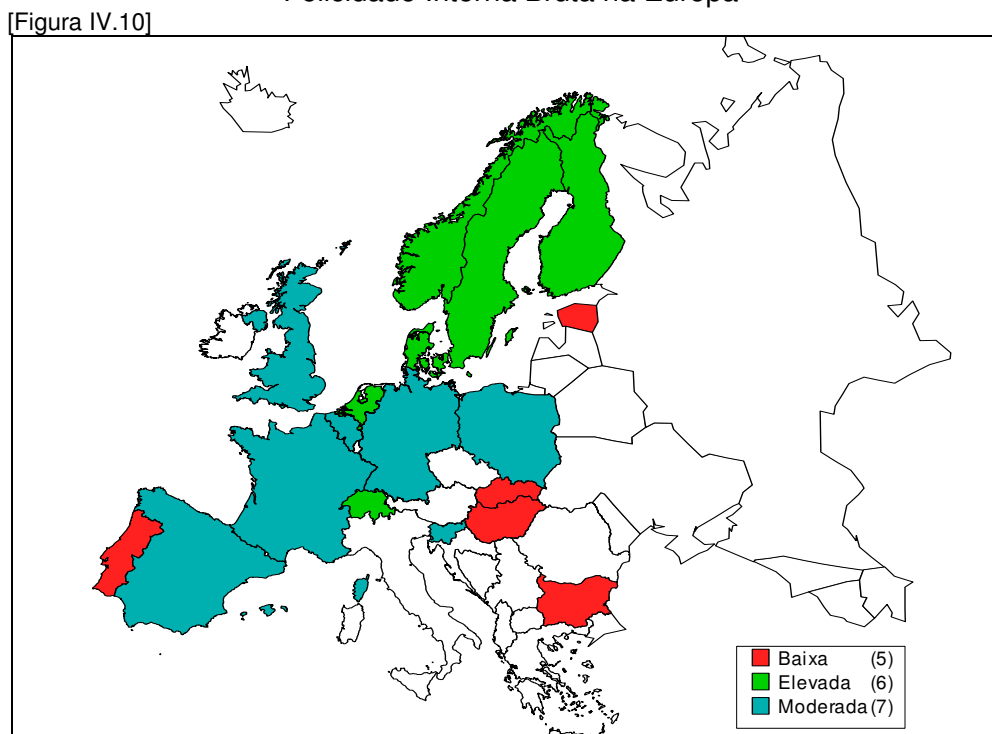 Felicidade Interna Bruta na Europa
[Figura IV.10]
Baixa (5)
Elevada (6)
Moderada (7)